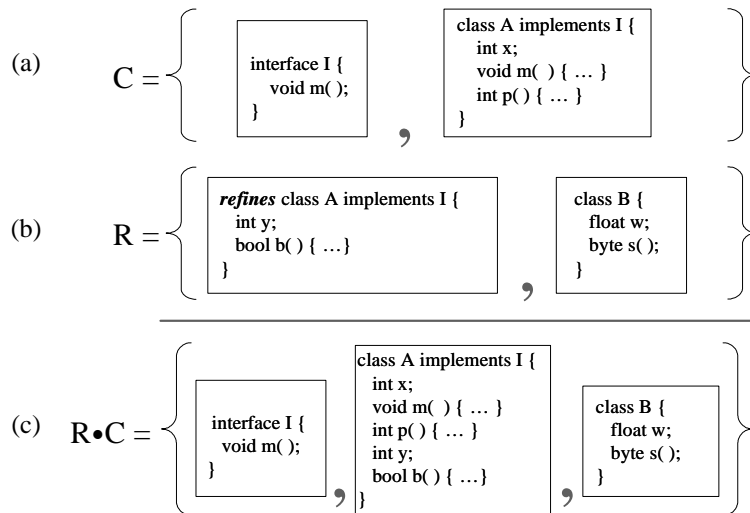 (a)
C =
interface I {
void m( );
}
,
class A implements I {
int x;
void m( ) { … }
int p( ) { … }
}
(b)
R =
refines class A implements I {
int y;
bool b( ) { …}
}
,
class B {
float w;
byte s( );
}
(c)
R•C =
interface I {
void m( );
}
,
class A implements I {
int x;
void m( ) { … }
int p( ) { … }
int y;
bool b( ) { …}
}
,
class B {
float w;
byte s( );
}